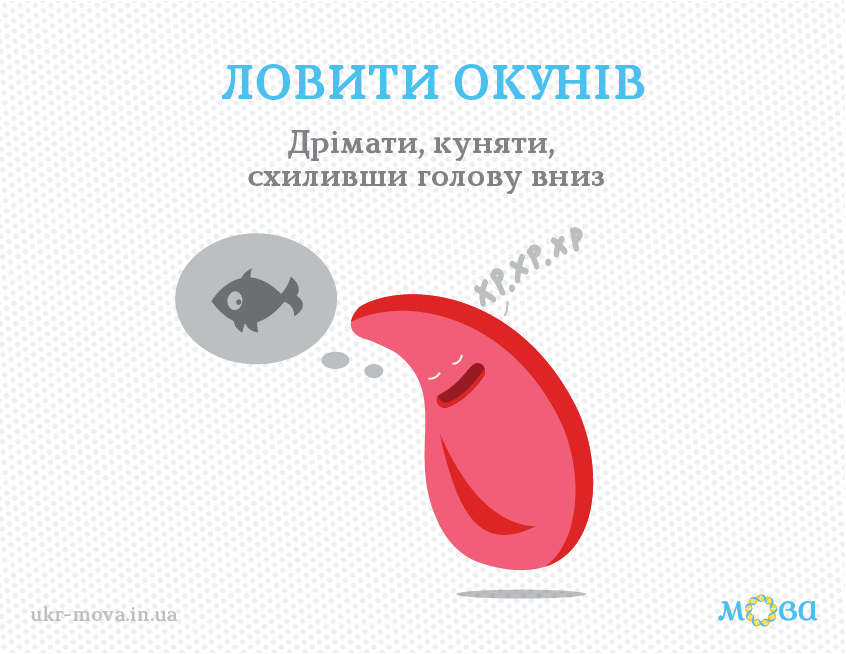 ЛОВИТИ ОКУНІВ
Дрімати, куняти,
схиливши голову вниз
ХР.ХР.ХР
ukr-mova.in.ua
МОВА